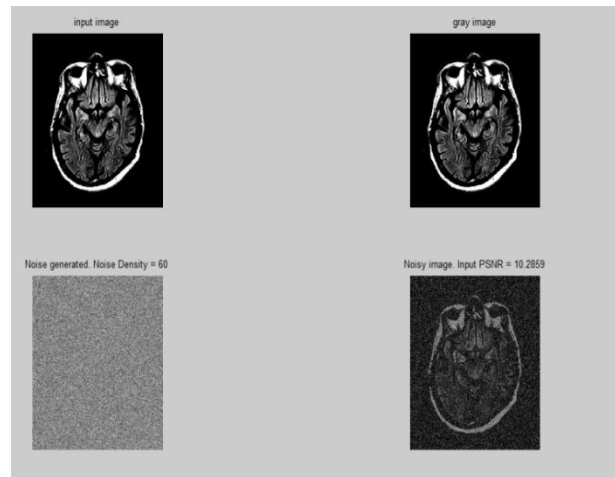 input image
gray image
Noise generated. Noise Density = 60
Noisy image. Input PSNR = 10.2859